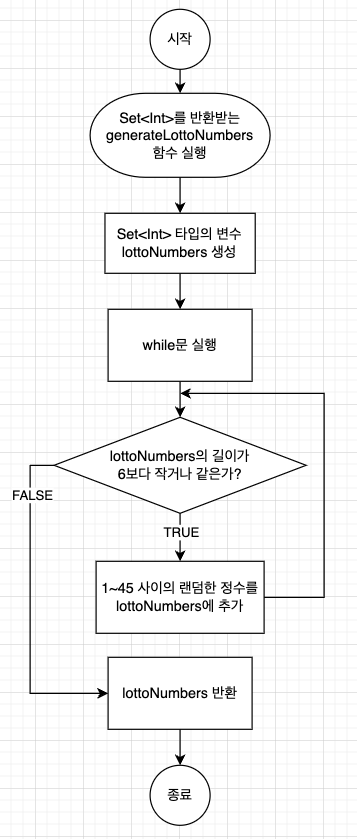 시작
Set<Int>를 반환받는
generateLottoNumbers
함수 실행
Set<Int> 타입의 변수
lottoNumbers 생성
while문 실행
lottoNumbers의 길이가
6보다 작거나 같은가?
FALSE
TRUE
1~45 사이의 랜덤한 정수를
lottoNumbers에 추가
lottoNumbers 반환
종료